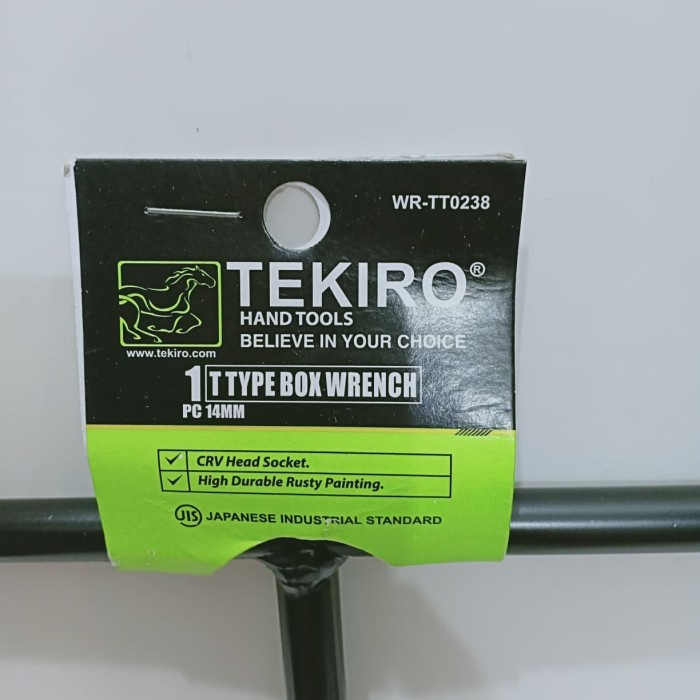 WR-TT0238
TEKIRO®
HAND TOOLS
BELIEVE IN YOUR CHOICE
www.tekiro.com
1 T TYPE BOX WRENCH
PC 14MM
CRV Head Socket.
High Durable Rusty Painting.
JIS JAPANESE INDUSTRIAL STANDARD